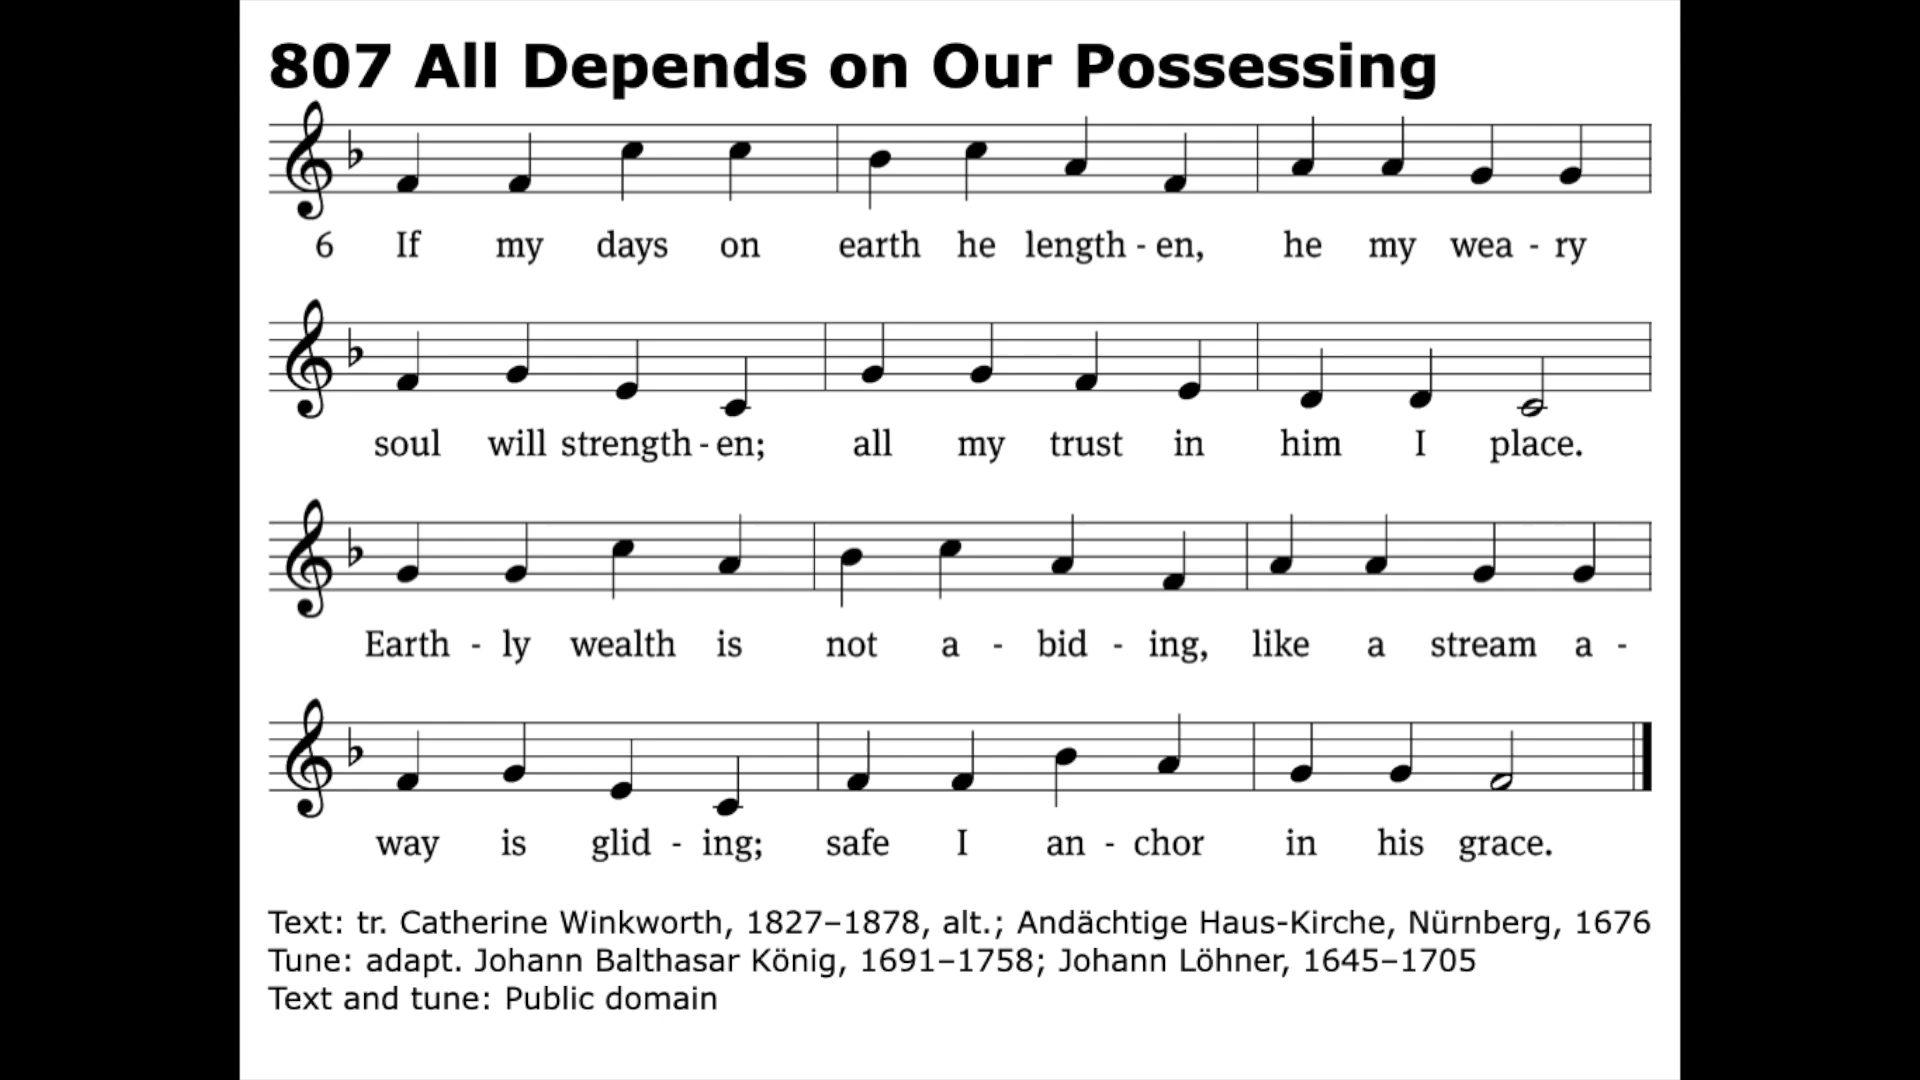 807 All Depends on Our Possessing
6 If my days on earth he length - en, he my wea - ry
soul will strength - en; all my trust in him I place.
Earth - ly wealth is not a - bid - ing, like a stream a -
way is glid - ing; safe I an - chor in his grace.
Text: tr. Catherine Winkworth, 1827–1878, alt.; Andächtige Haus-Kirche, Nürnberg, 1676
Tune: adapt. Johann Balthasar König, 1691–1758; Johann Löhner, 1645–1705
Text and tune: Public domain